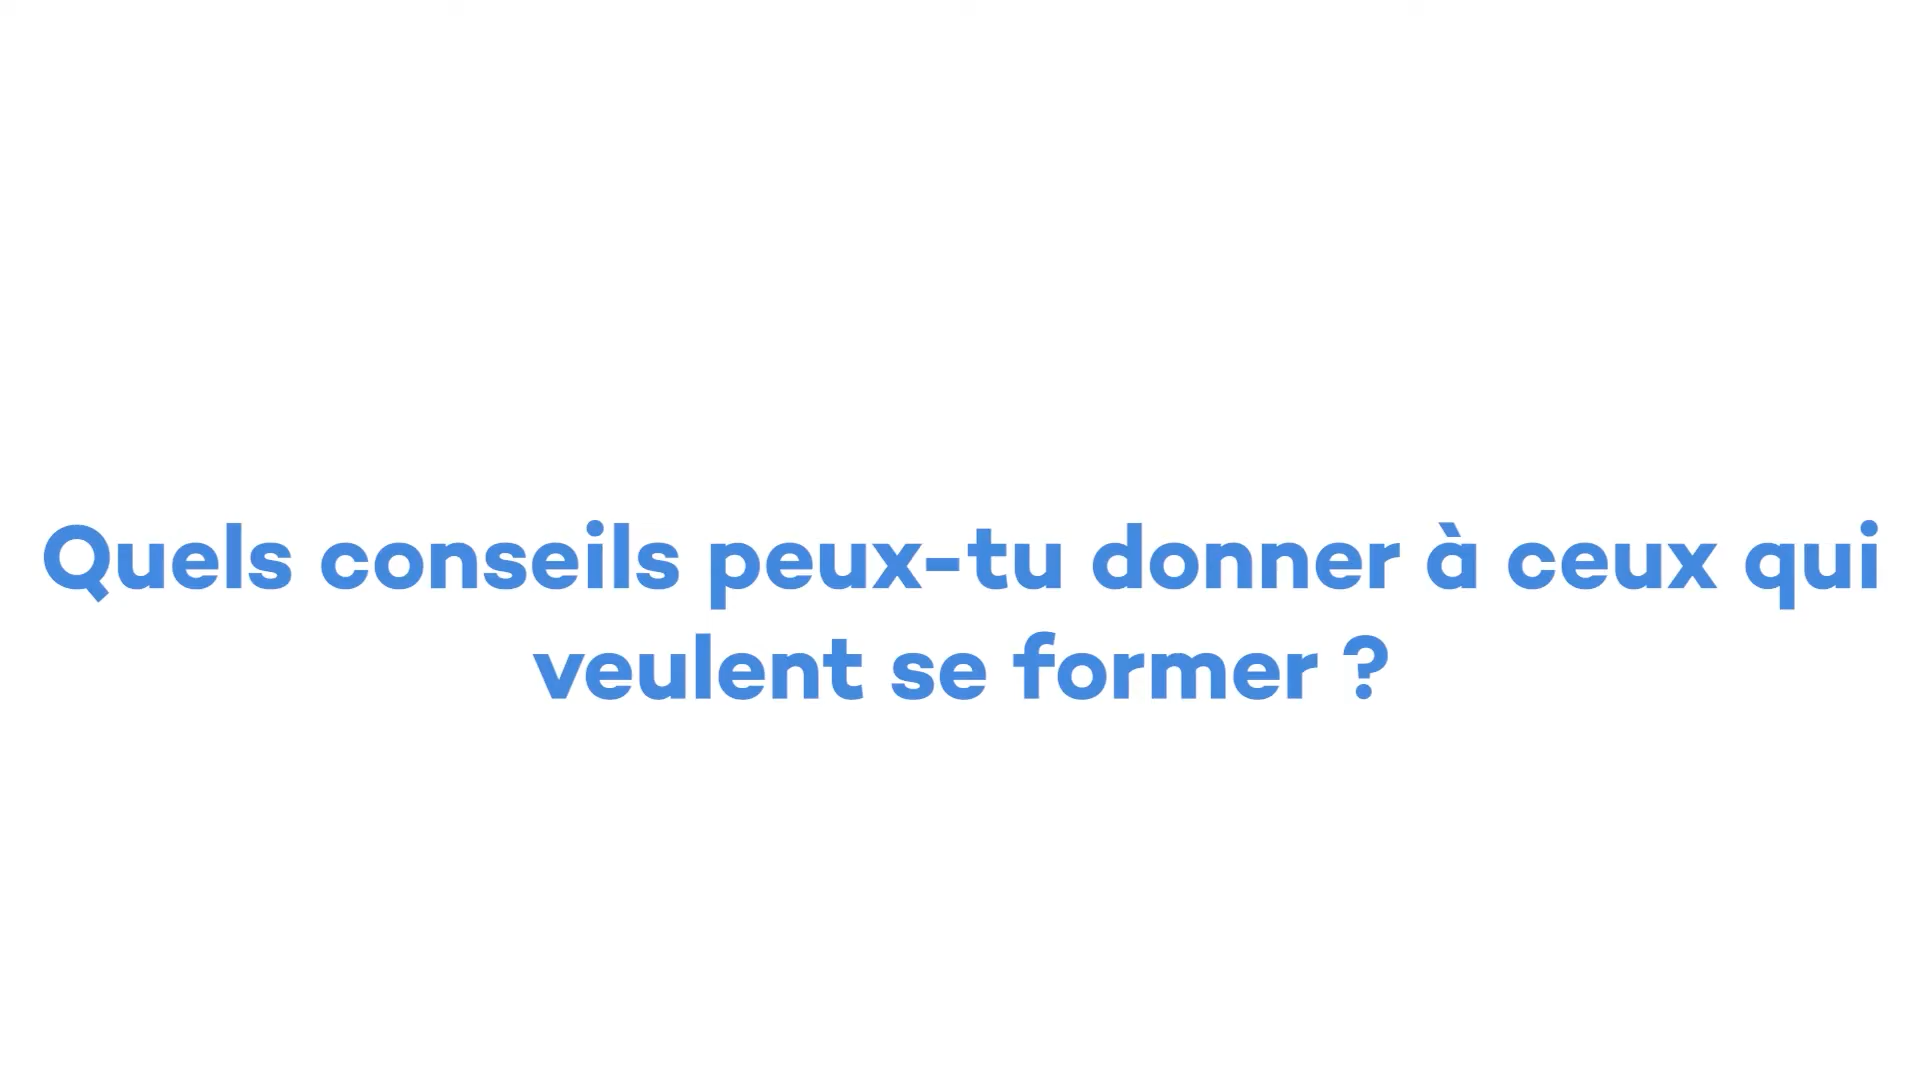 Quels conseils peux-tu donner à ceux qui
veulent se former ?